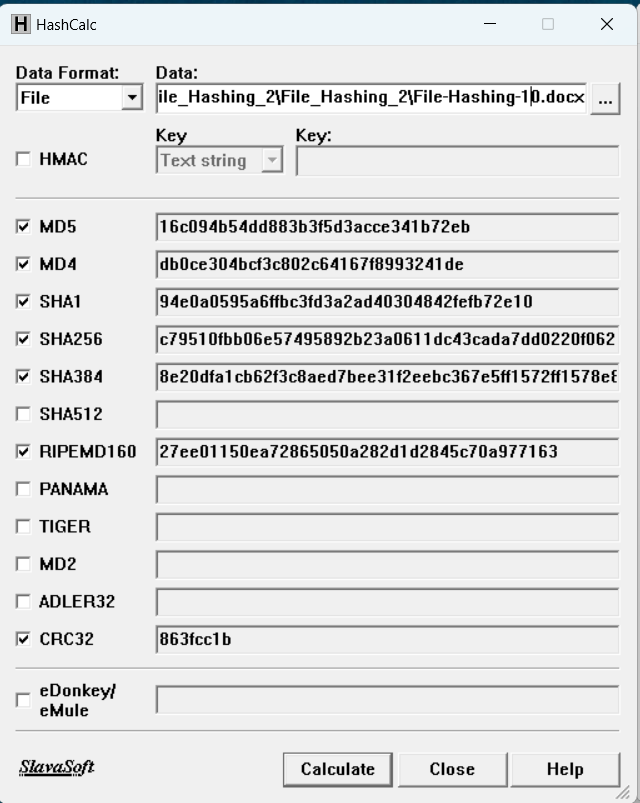 HashCalc
Data Format: Data:
File ile_Hashing_2\File_Hashing_2\File-Hashing-10.docx ...
Key Key:
HMAC Text string
MD5 16c094b54dd883b3f5d3acce341b72eb
MD4 db0ce304bcf3c802c64167f8993241de
SHA1 94e0a0595a6ffbc3fd3a2ad40304842fefb72e10
SHA256 c79510fbb06e57495892b23a0611dc43cada7dd0220f062
SHA384 8e20dfa1cb62f3c8aed7bee31f2eebc367e5ff1572ff1578e8
SHA512
RIPEMD160 27ee01150ea72865050a282d1d2845c70a977163
PANAMA
TIGER
MD2
ADLER32
CRC32 863fcc1b
eDonkey/
eMule
SlavaSoft Calculate Close Help